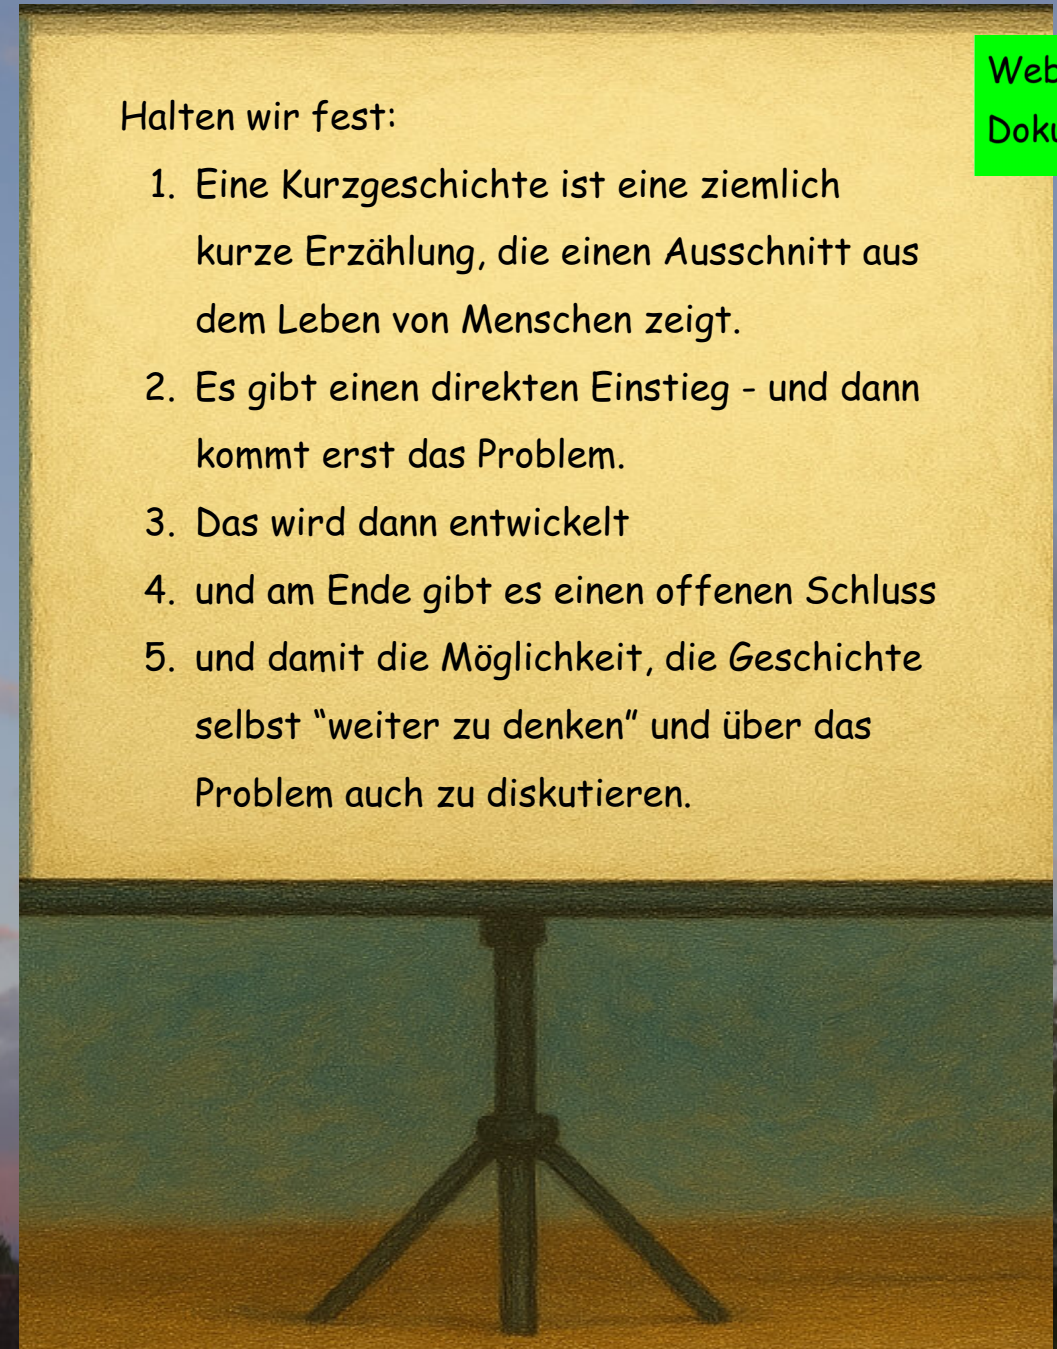 Halten wir fest:
1. Eine Kurzgeschichte ist eine ziemlich
kurze Erzählung, die einen Ausschnitt aus
dem Leben von Menschen zeigt.
2. Es gibt einen direkten Einstieg - und dann
kommt erst das Problem.
3. Das wird dann entwickelt
4. und am Ende gibt es einen offenen Schluss
5. und damit die Möglichkeit, die Geschichte
selbst “weiter zu denken” und über das
Problem auch zu diskutieren.